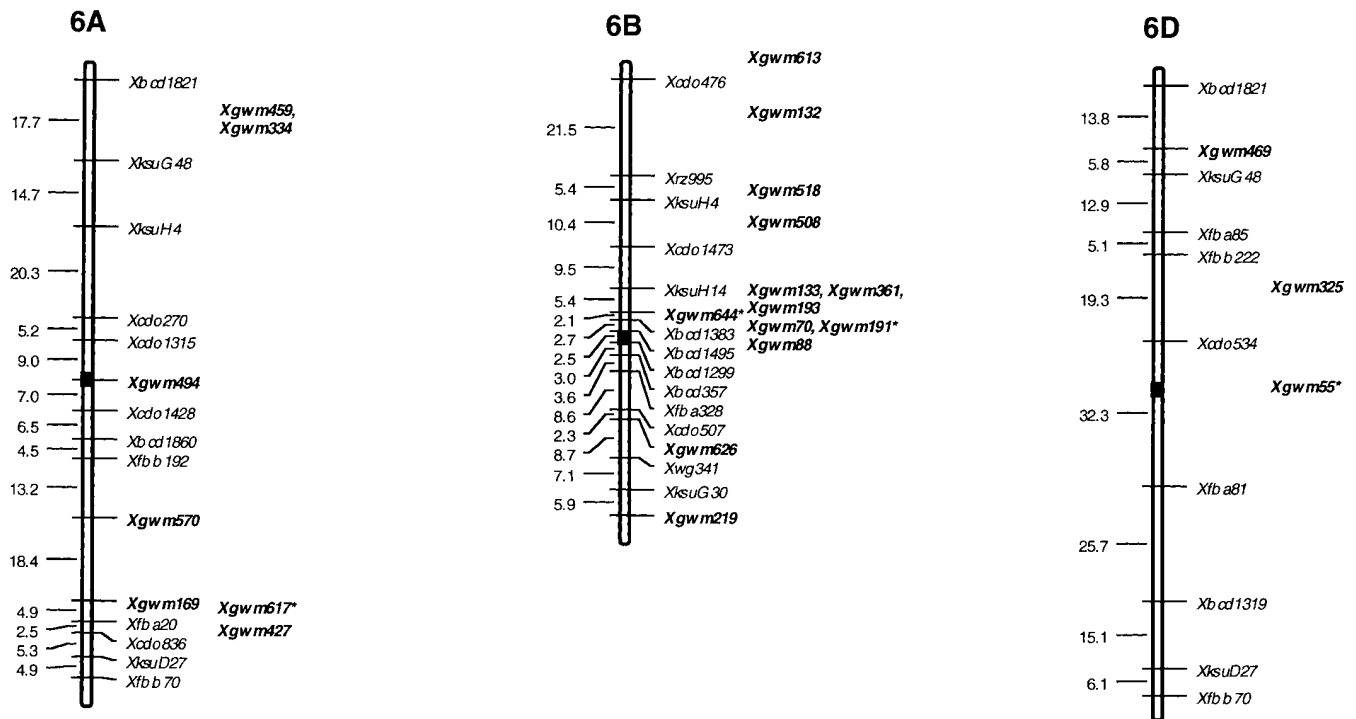 6A
Xbcd1821
17.7
Xgwm459,
Xgwm334
XksuG48
14.7
XksuH4
20.3
Xcdo270
5.2
Xcdo1315
9.0
Xgwm494
7.0
Xcdo1428
6.5
Xbcd1860
4.5
Xfbb192
13.2
Xgwm570
18.4
Xgwm169 Xgwm617*
4.9
Xfba20
2.5 Xgwm427
Xcdo836
5.3
XksuD27
4.9
Xfbb70
6B
Xgwm613
Xcdo476
Xgwm132
21.5
Xrz995
5.4 Xgwm518
XksuH4
10.4 Xgwm508
Xcdo1473
9.5
XksuH14 Xgwm133, Xgwm361,
5.4 Xgwm193
Xgwm644*
2.1 Xgwm70, Xgwm191*
Xbcd1383
2.7 Xgwm88
Xbcd1495
2.5
Xbcd1299
3.0
Xbcd357
3.6
Xfba328
8.6
Xcdo507
2.3
Xgwm626
8.7
Xwg341
7.1
XksuG30
5.9
Xgwm219
6D
Xbcd1821
13.8
Xgwm469
5.8
XksuG48
12.9
Xfba85
5.1
Xfbb222
Xgwm325
19.3
Xcdo534
Xgwm55*
32.3
Xfba81
25.7
Xbcd1319
15.1
XksuD27
6.1
Xfbb70